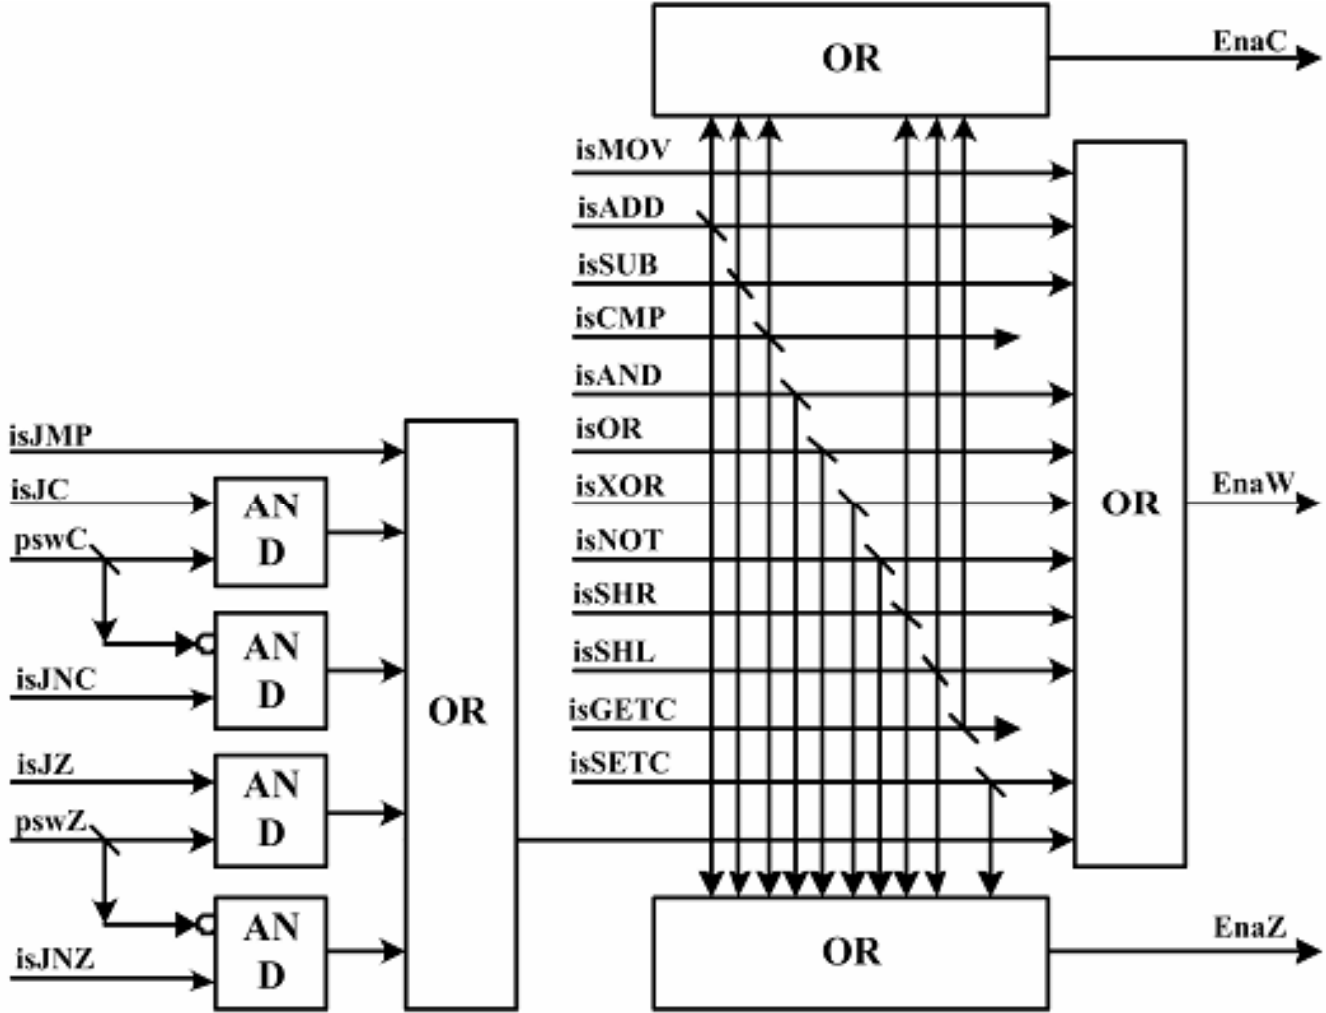 OR
EnaC
isMOV
isADD
isSUB
isCMP
isAND
isOR
isXOR
isNOT
isSHR
isSHL
isGETC
isSETC
OR
EnaW
isJMP
isJC
pswC
AN
D
isJNC
AN
D
isJZ
pswZ
AN
D
isJNZ
AN
D
OR
OR
EnaZ